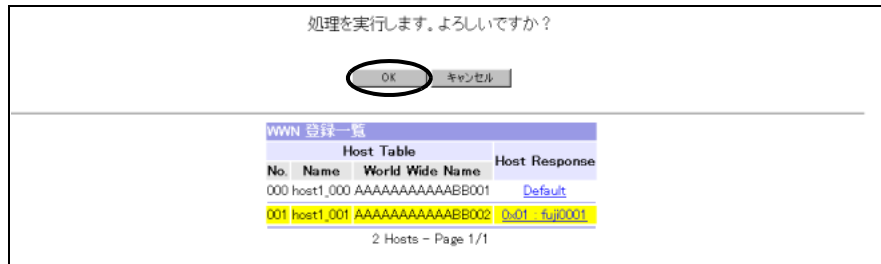 処理を実行します。よろしいですか？
OK キャンセル
WWN 登録一覧
Host Table Host Response
No. Name World Wide Name
000 host1_000 AAAAAAAAAAABB001 Default
001 host1_001 AAAAAAAAAAABB002 0x01 : fuji0001
2 Hosts - Page 1/1